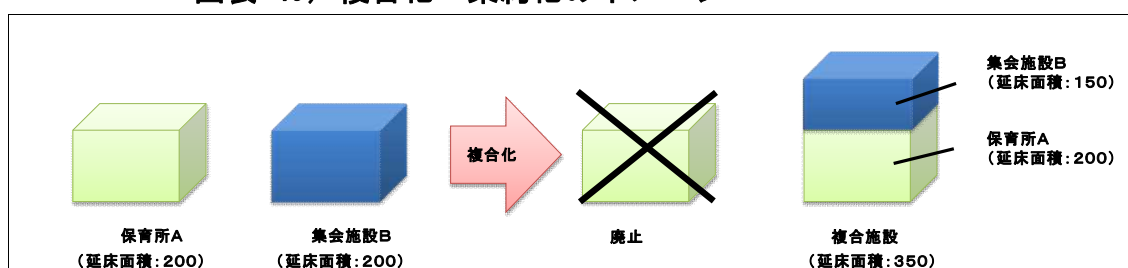 集会施設B
(延床面積:150)
保育所A
(延床面積:200)
複合化
保育所A
(延床面積:200)
集会施設B
(延床面積:200)
廃止
複合施設
(延床面積:350)